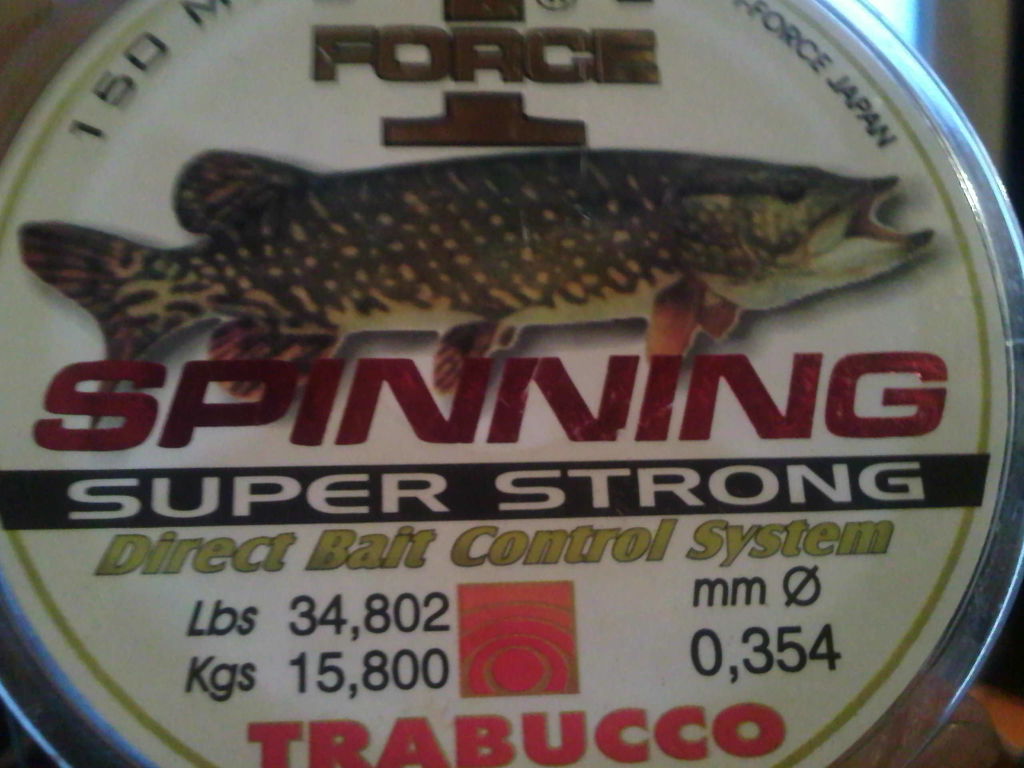 150 M
FORCE
-FORCE JAPAN
SPINNING
SUPER STRONG
Direct Bait Control System
Lbs 34,802
Kgs 15,800
mm Ø
0,354
TRABUCCO